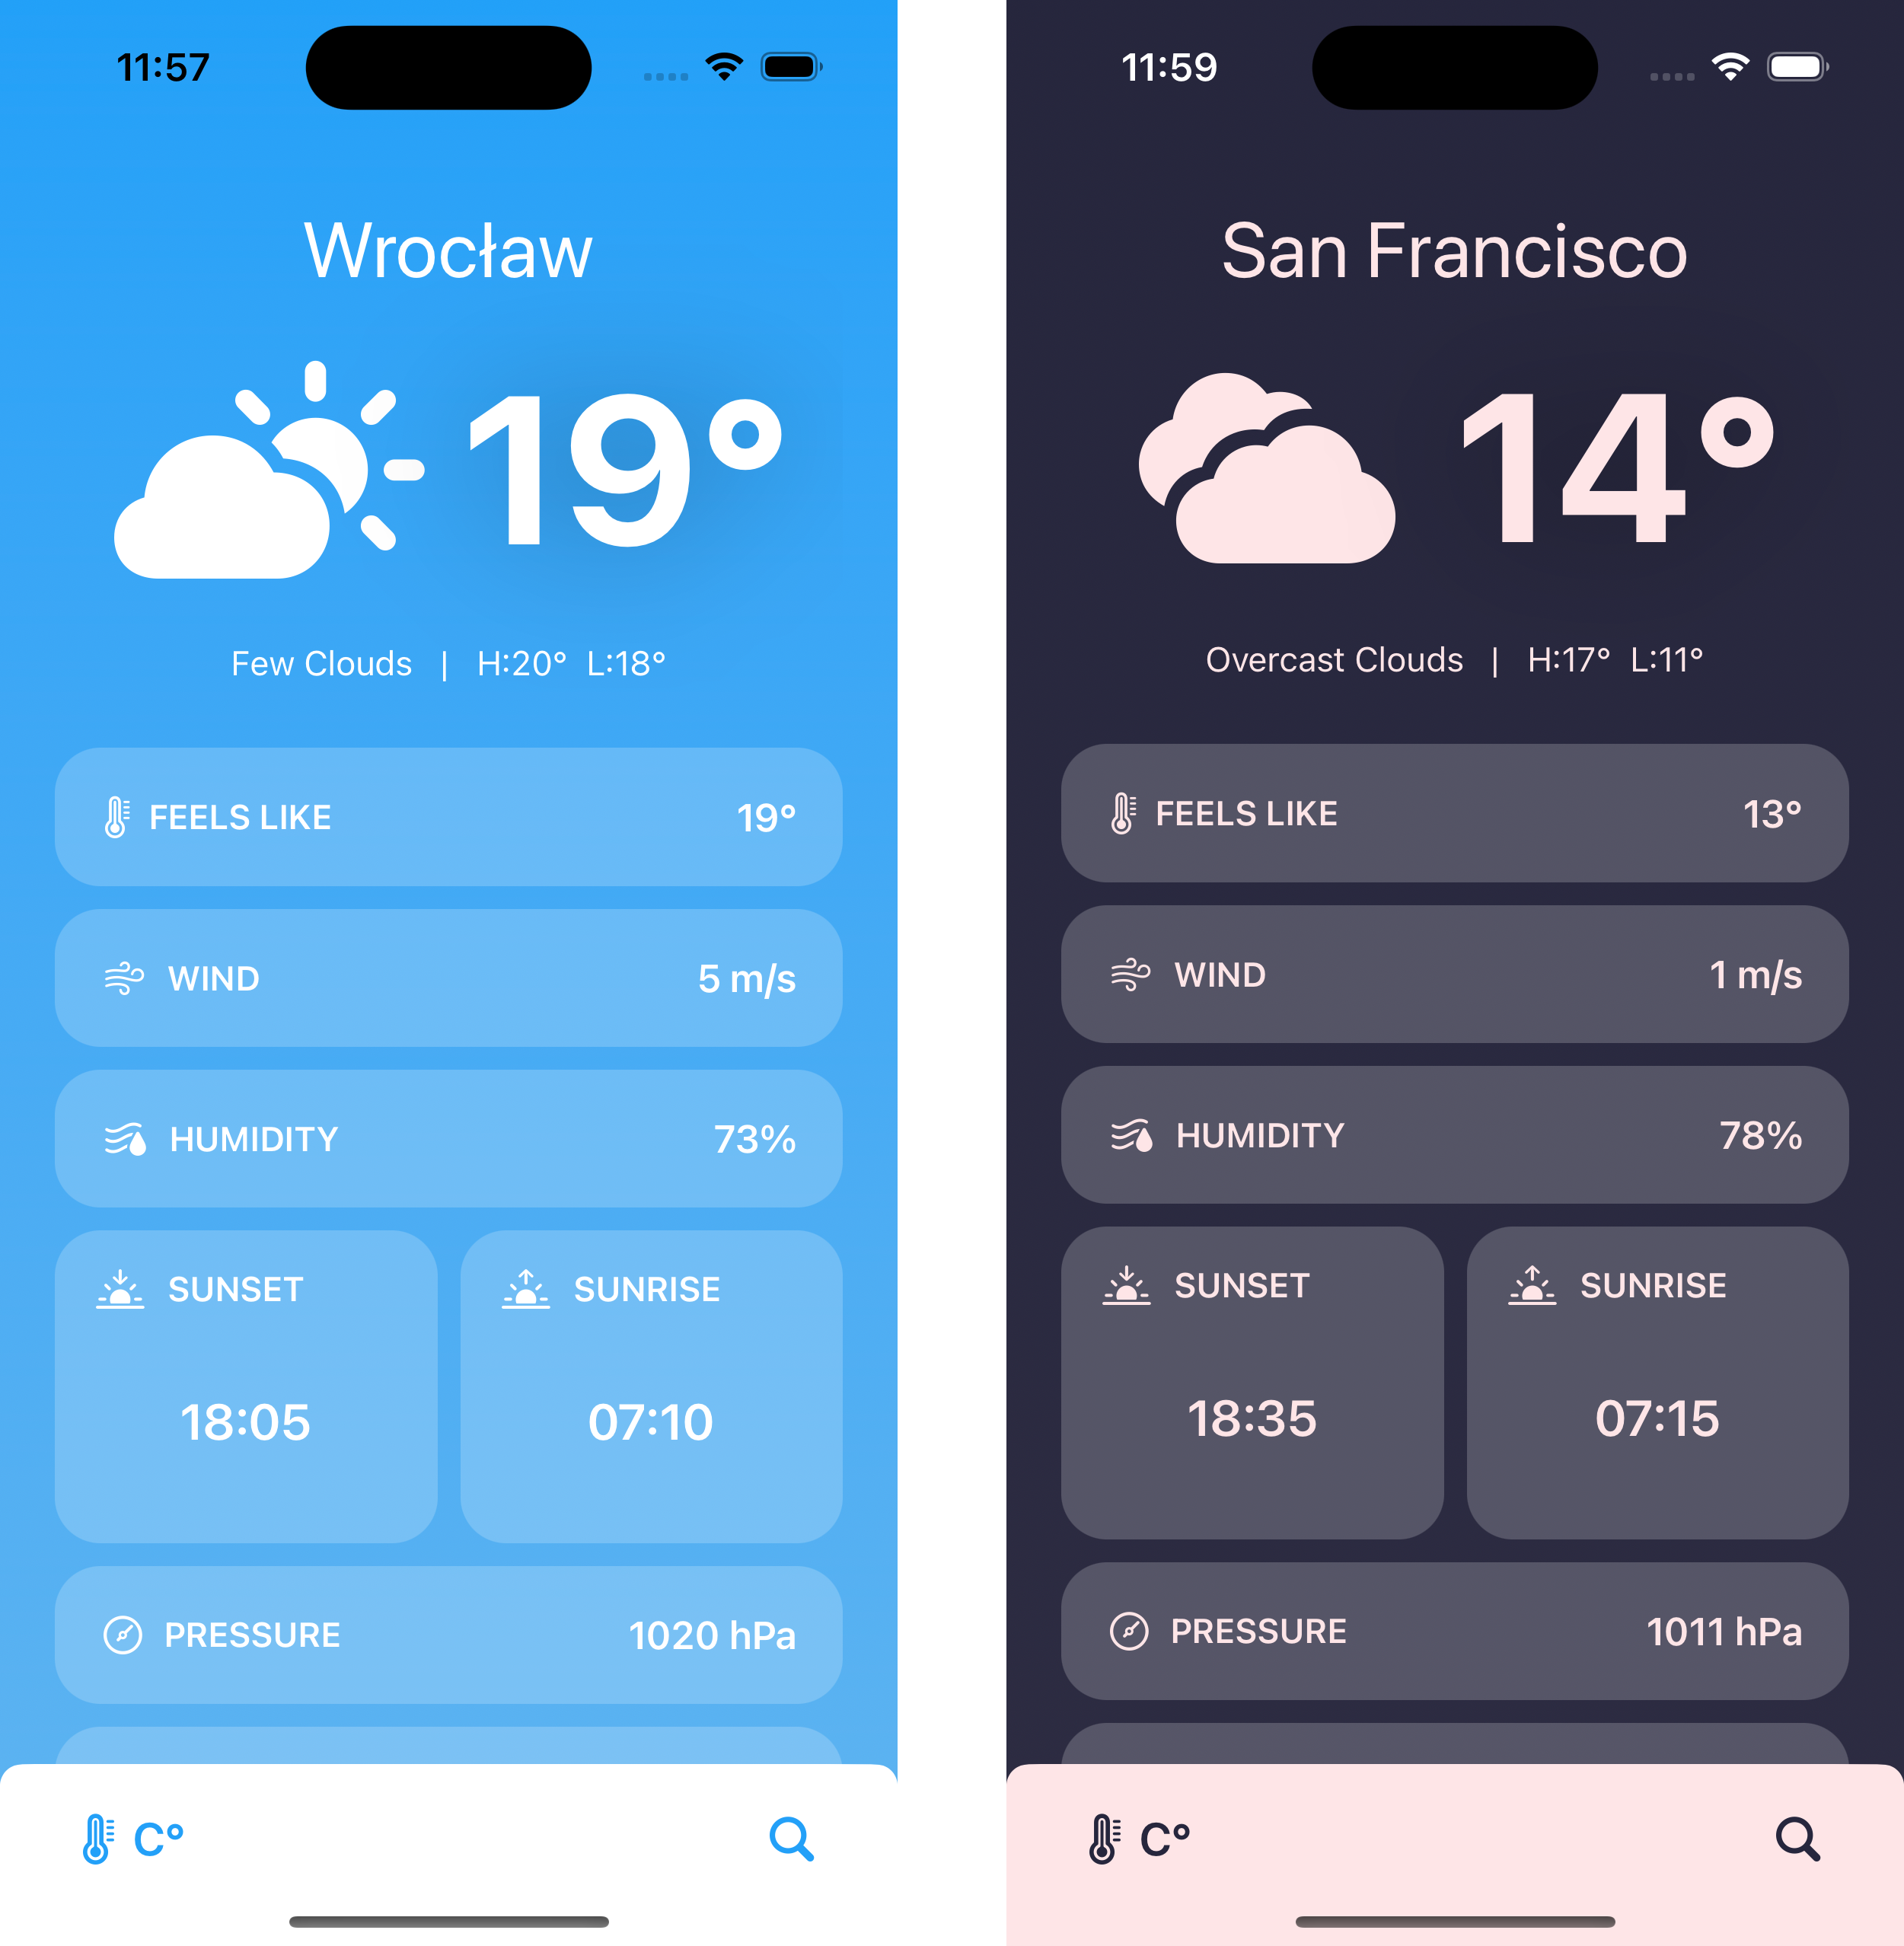 11:57
Wrocław
19°
Few Clouds | H:20° L:18°
FEELS LIKE 19°
WIND 5 m/s
HUMIDITY 73%
SUNSET
18:05
SUNRISE
07:10
PRESSURE 1020 hPa
C°
11:59
San Francisco
14°
Overcast Clouds | H:17° L:11°
FEELS LIKE 13°
WIND 1 m/s
HUMIDITY 78%
SUNSET
18:35
SUNRISE
07:15
PRESSURE 1011 hPa
C°